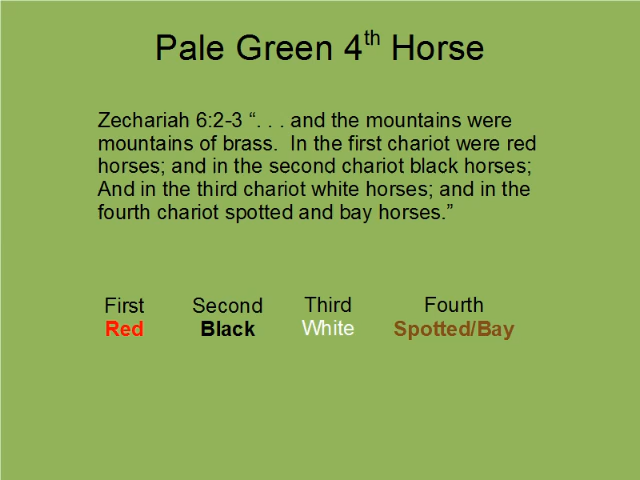 Pale Green 4th Horse
Zechariah 6:2-3 “. . . and the mountains were
mountains of brass.  In the first chariot were red
horses; and in the second chariot black horses;
And in the third chariot white horses; and in the
fourth chariot spotted and bay horses.”
First Second Third Fourth
Red Black White Spotted/Bay